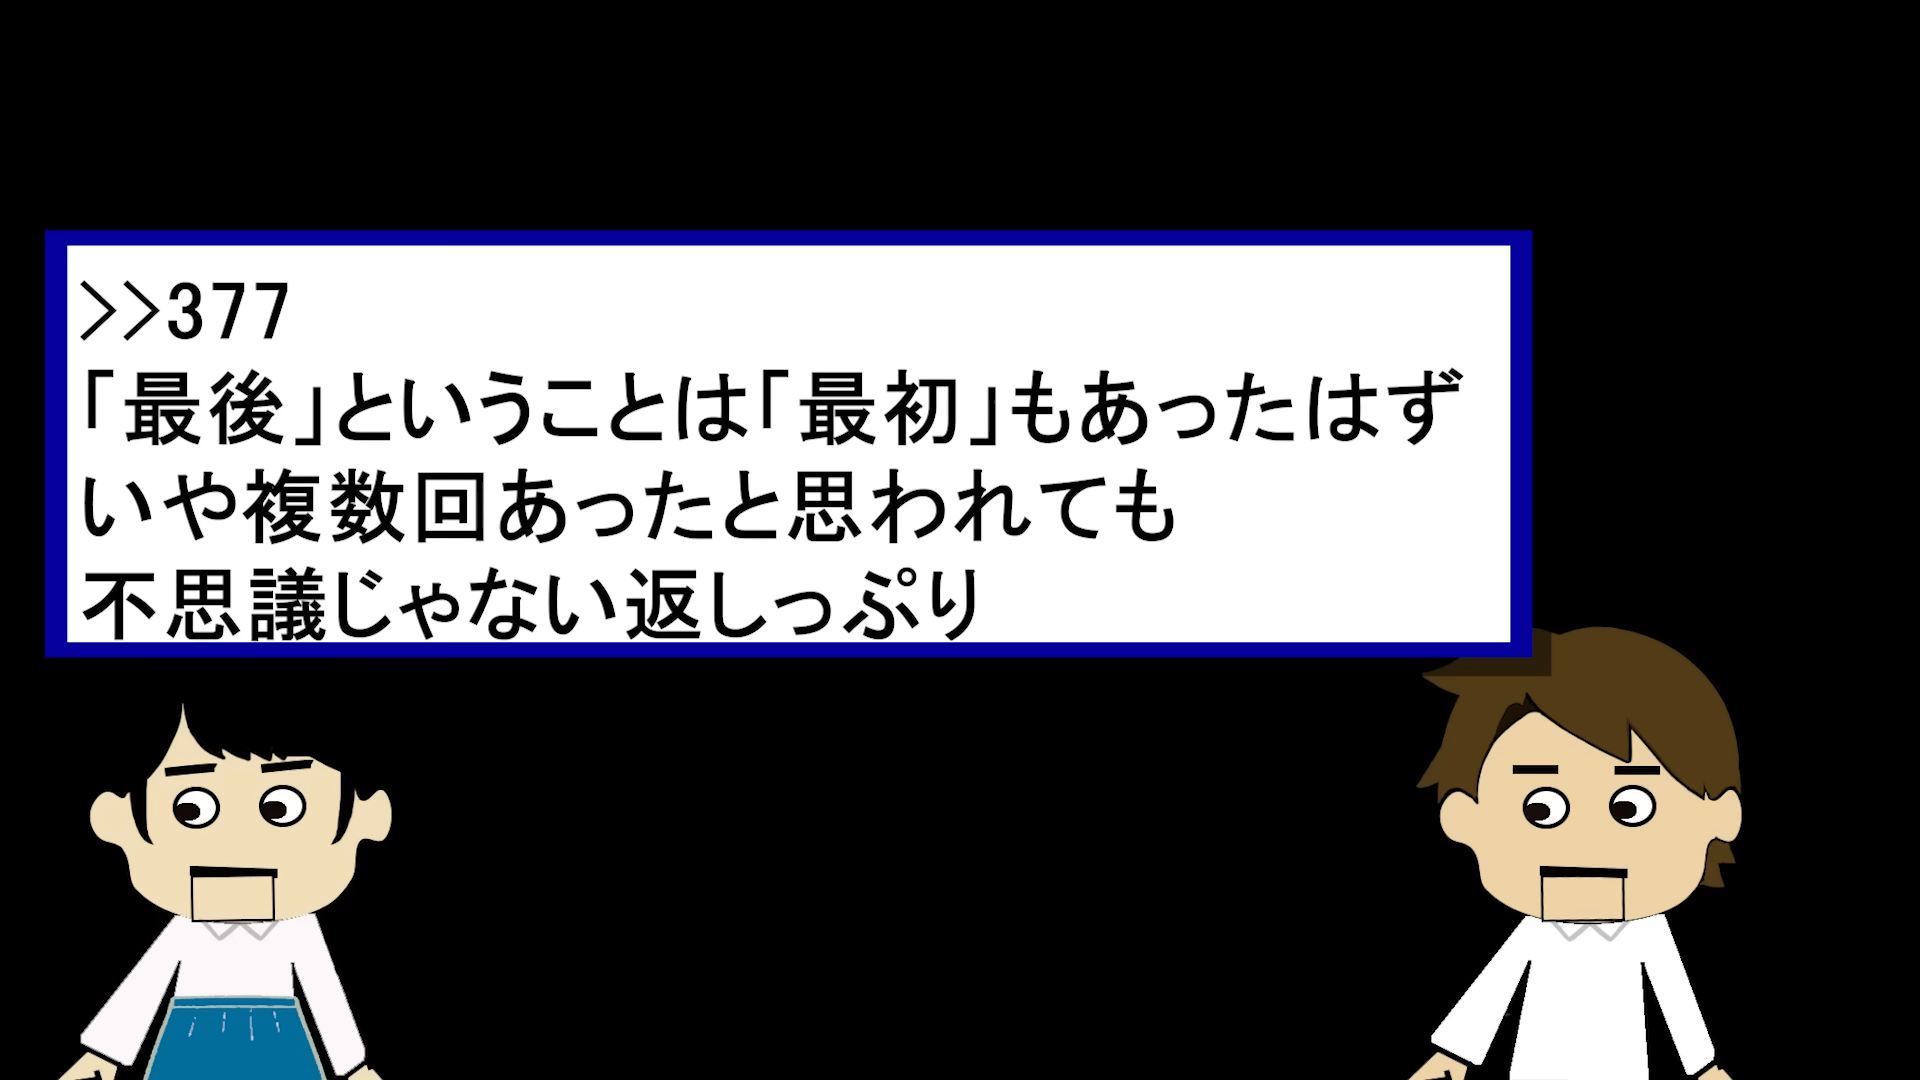 >>377
「最後」ということは「最初」もあったはず
いや複数回あったと思われても
不思議じゃない返しっぷり